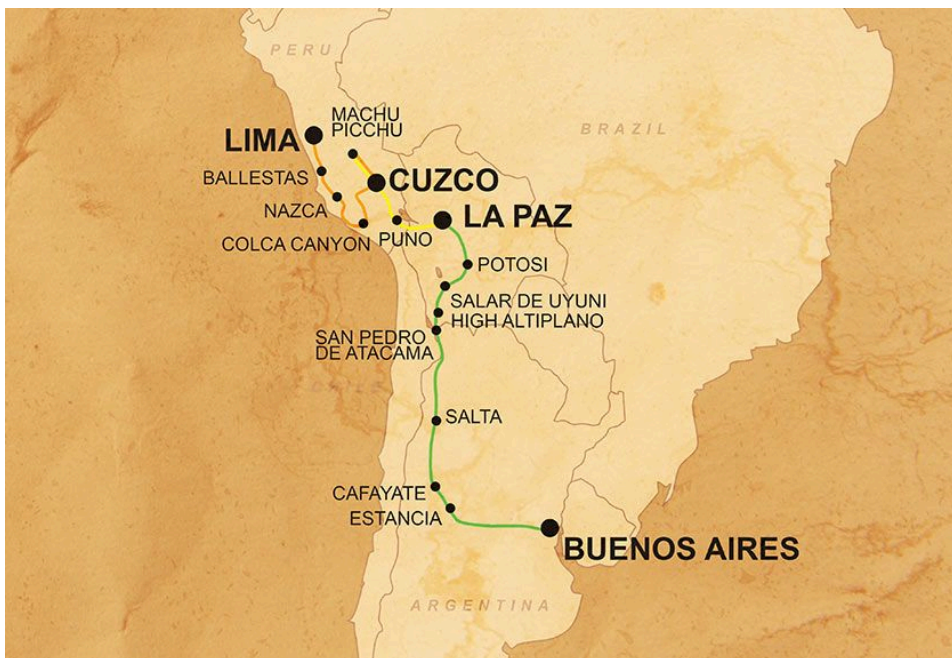 PERU
MACHU
PICCHU
LIMA
BRAZIL
BALLESTAS
CUZCO
NAZCA
LA PAZ
COLCA CANYON
PUNO
POTOSI
SALAR DE UYUNI
HIGH ALTIPLANO
SAN PEDRO
DE ATACAMA
CHILE
SALTA
CAFAYATE
ESTANCIA
BUENOS AIRES
ARGENTINA